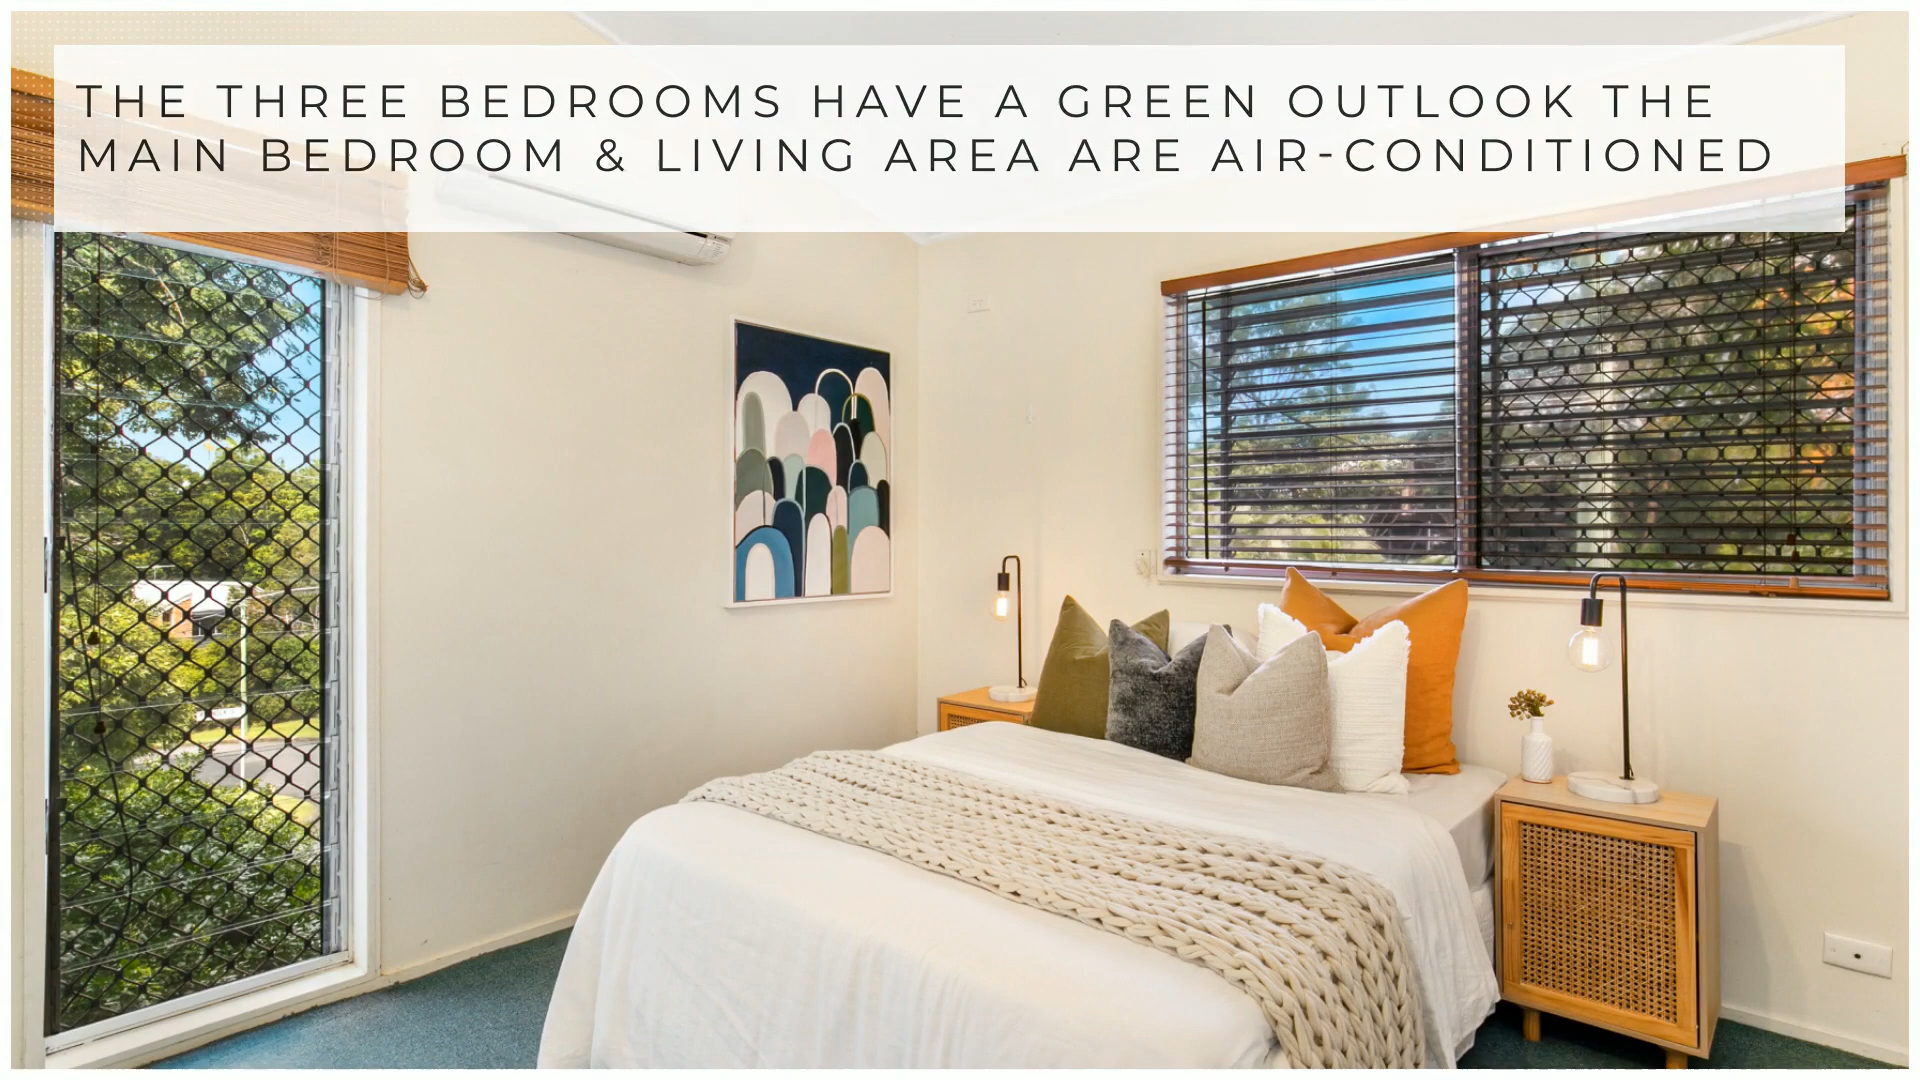 THE THREE BEDROOMS HAVE A GREEN OUTLOOK THE
MAIN BEDROOM & LIVING AREA ARE AIR-CONDITIONED